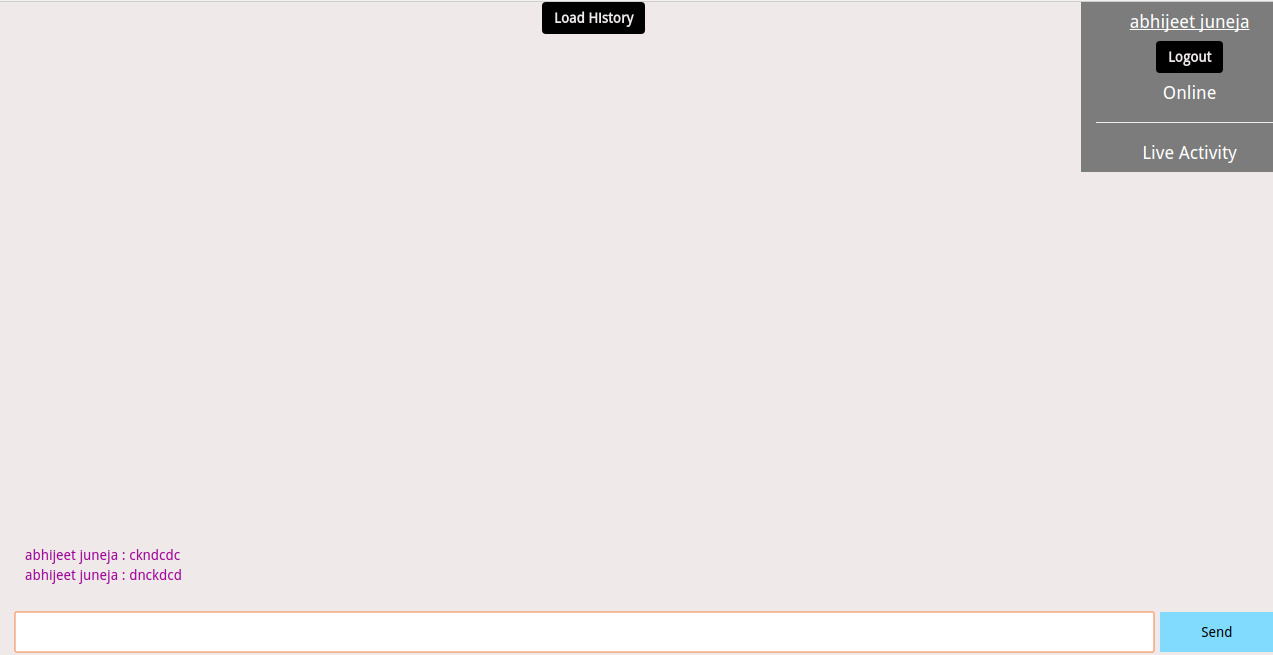 Load History
abhijeet juneja
Logout
Online
Live Activity
abhijeet juneja : ckndcdc
abhijeet juneja : dnckdcd
Send